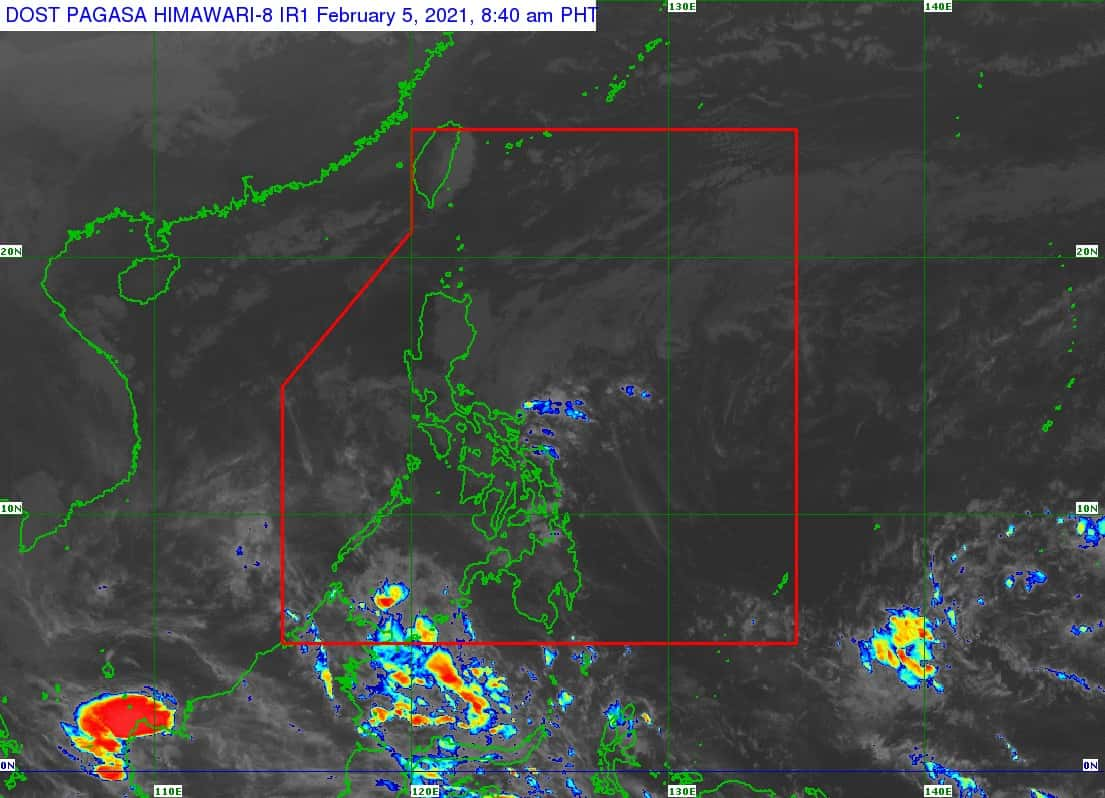 DOST PAGASA HIMAWARI-8 IR1 February 5, 2021, 8:40 am PHT
130E
140E
20N
20N
10N
10N
0N
0N
110E
120E
130E
140E